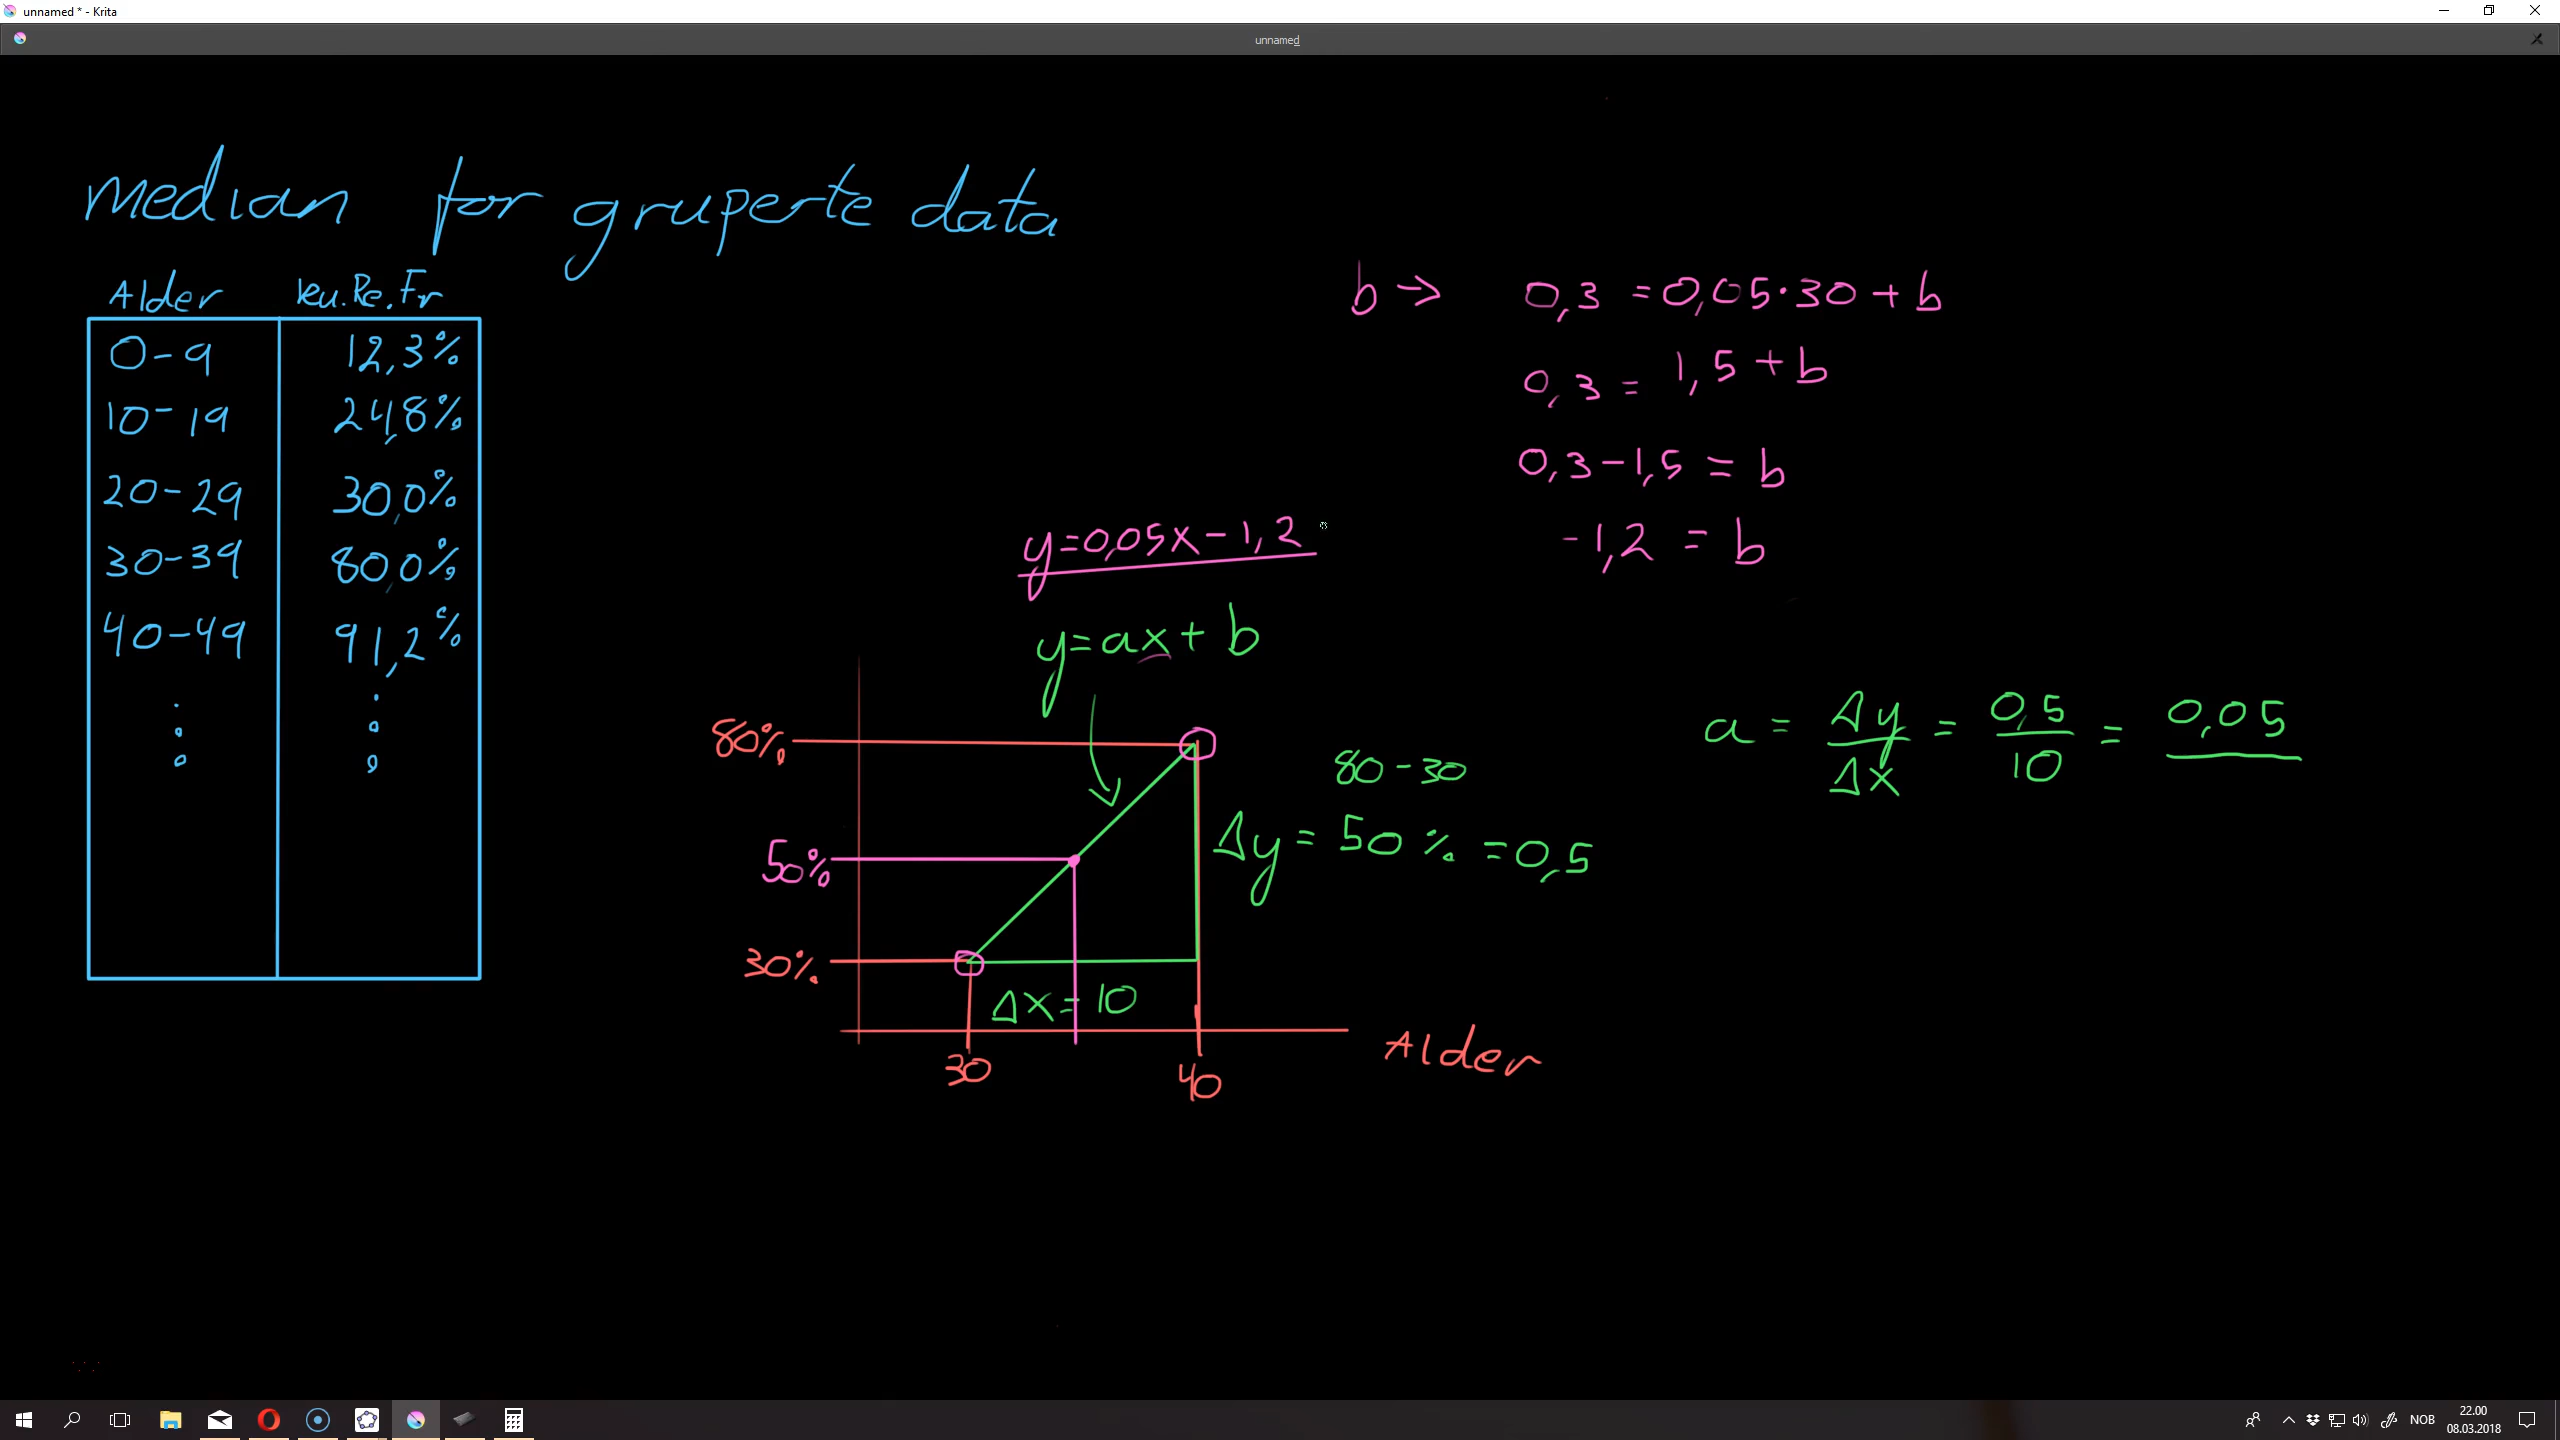 unnamed * - Krita
unnamed
median for gruperte data
Alder
0-9 12,3%
10-19 24,8%
20-29 30,0%
30-39 80,0%
40-49 91,2%
b → 0,3 = 0,05·30 + b
0,3 = 1,5 + b
0,3-1,5 = b
-1,2 = b
y=0,05x-1,2
y=ax+b
80%
50%
30%
Δx=10
30
40
Alder
80-30
Δy = 50% = 0,5
a = Δy/Δx = 0,5/10 = 0,05
NOB
22.00
08.03.2018